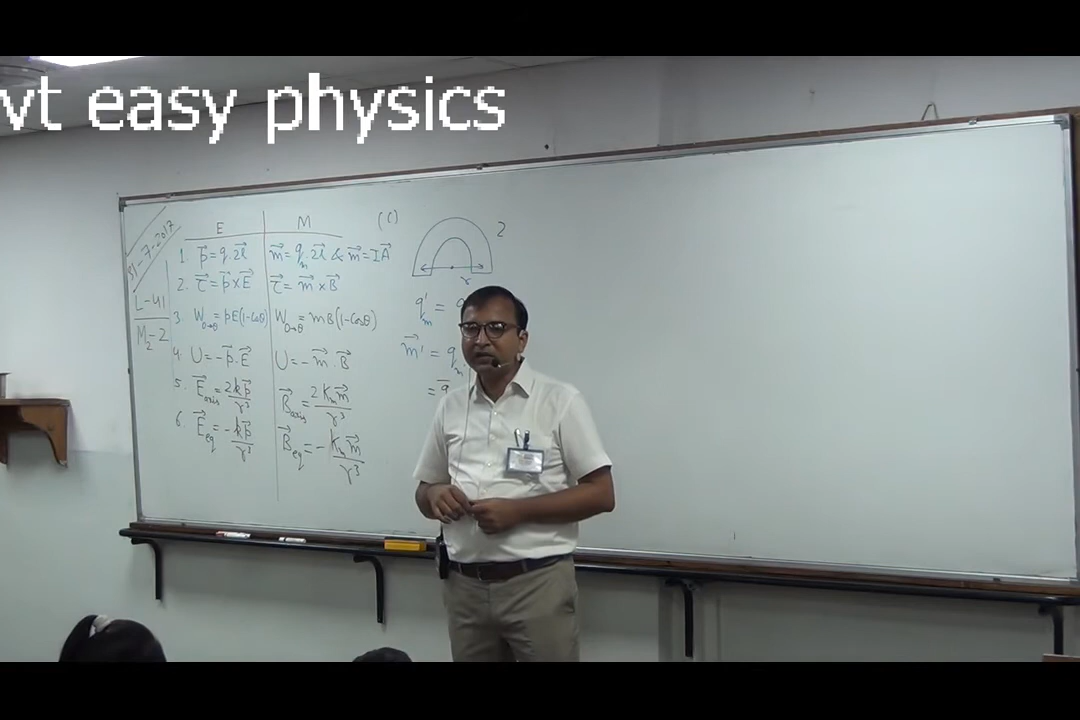 vt easy physics
31-7-2017
L-41
M₂-2
E M
1. p⃗ = q.2l⃗ m⃗ = qₘ.2l⃗ & m⃗ = IA⃗
2. τ⃗ = p⃗ × E⃗ τ⃗ = m⃗ × B⃗
3. W₀→θ = pE(1-cosθ) W₀→θ = mB(1-cosθ)
4. U = -p⃗.E⃗ U = -m⃗.B⃗
5. E⃗axis = 2kp⃗/r³ B⃗axis = 2Kₘm⃗/r³
6. E⃗eq = -kp⃗/r³ B⃗eq = -Kₘm⃗/r³
(C)
2
r
q'ₘ =
m⃗' = qₘ
=